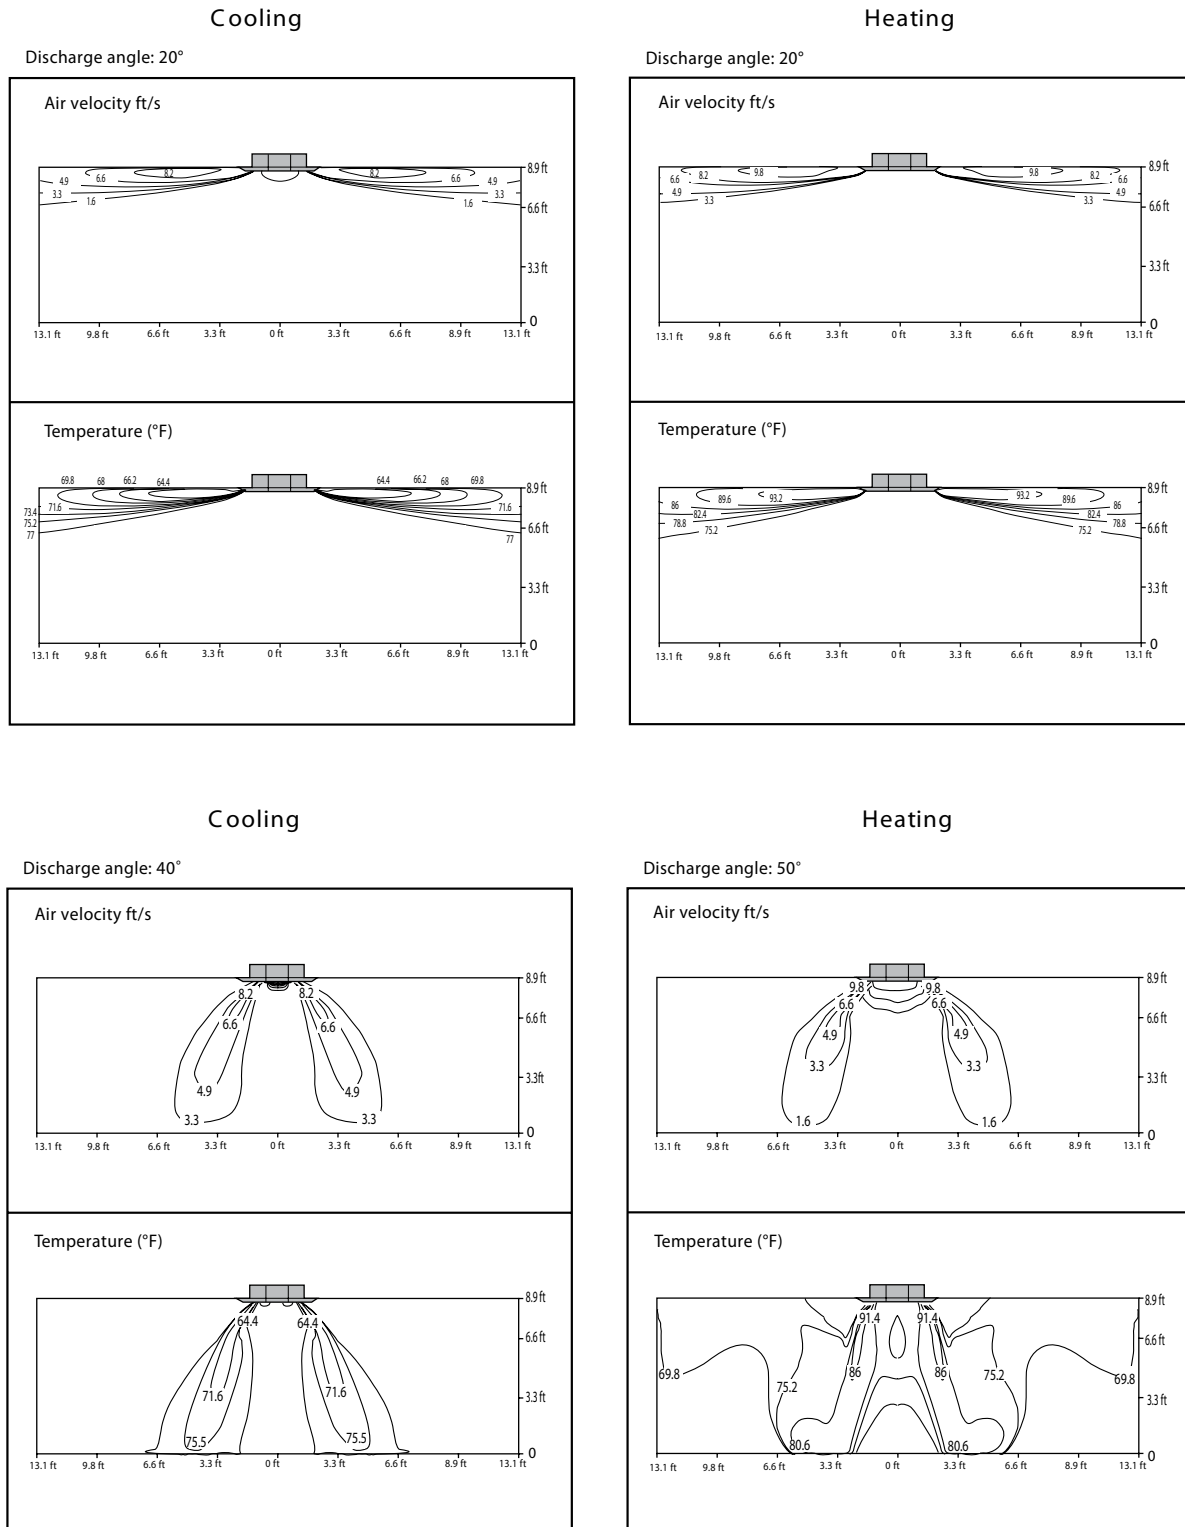 Cooling
Heating
Discharge angle: 20°
Discharge angle: 20°
Air velocity ft/s
8.2 8.2
6.6 6.6
4.9 4.9
3.3 3.3
1.6 1.6
8.9 ft
6.6 ft
3.3 ft
0
13.1 ft 9.8 ft 6.6 ft 3.3 ft 0 ft 3.3 ft 6.6 ft 8.9 ft 13.1 ft
Air velocity ft/s
9.8 9.8
8.2 8.2
6.6 6.6
4.9 4.9
3.3 3.3
8.9 ft
6.6 ft
3.3 ft
0
13.1 ft 9.8 ft 6.6 ft 3.3 ft 0 ft 3.3 ft 6.6 ft 8.9 ft 13.1 ft
Temperature (°F)
69.8 68 66.2 64.4 64.4 66.2 68 69.8
71.6 71.6
73.4
75.2
77 77
8.9 ft
6.6 ft
3.3 ft
0
13.1 ft 9.8 ft 6.6 ft 3.3 ft 0 ft 3.3 ft 6.6 ft 8.9 ft 13.1 ft
Temperature (°F)
93.2 93.2
89.6 89.6
86 86
82.4 82.4
78.8 78.8
75.2 75.2
8.9 ft
6.6 ft
3.3 ft
0
13.1 ft 9.8 ft 6.6 ft 3.3 ft 0 ft 3.3 ft 6.6 ft 8.9 ft 13.1 ft
Cooling
Heating
Discharge angle: 40°
Discharge angle: 50°
Air velocity ft/s
8.2 8.2
6.6 6.6
4.9 4.9
3.3 3.3
8.9 ft
6.6 ft
3.3ft
0
13.1 ft 9.8 ft 6.6 ft 3.3 ft 0 ft 3.3 ft 6.6 ft 8.9 ft 13.1 ft
Air velocity ft/s
9.8 9.8
6.6 6.6
4.9 4.9
3.3 3.3
1.6 1.6
8.9 ft
6.6 ft
3.3 ft
0
13.1 ft 9.8 ft 6.6 ft 3.3 ft 0 ft 3.3 ft 6.6 ft 8.9 ft 13.1 ft
Temperature (°F)
64.4 64.4
71.6 71.6
75.5 75.5
8.9 ft
6.6 ft
3.3 ft
0
13.1 ft 9.8 ft 6.6 ft 3.3 ft 0 ft 3.3 ft 6.6 ft 8.9 ft 13.1 ft
Temperature (°F)
91.4 91.4
86 86
69.8 75.2 75.2 69.8
80.6 80.6
8.9 ft
6.6 ft
3.3 ft
0
13.1 ft 9.8 ft 6.6 ft 3.3 ft 0 ft 3.3 ft 6.6 ft 8.9 ft 13.1 ft